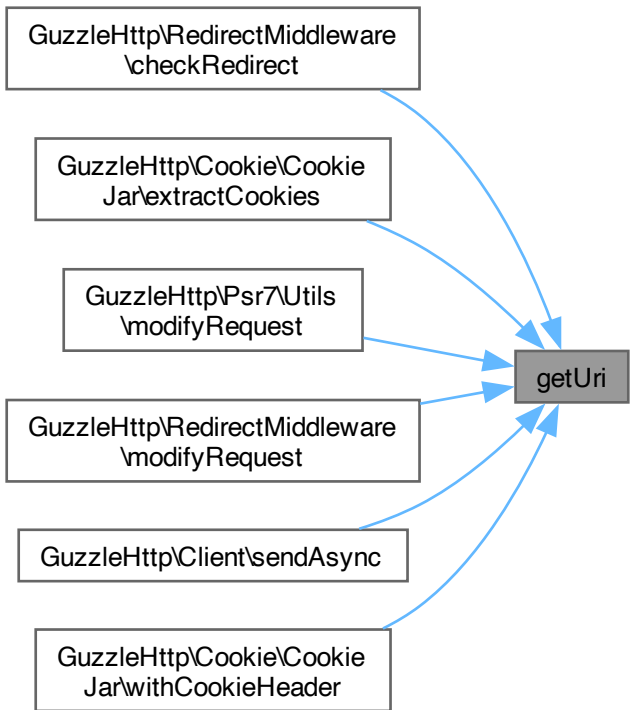 GuzzleHttp\RedirectMiddleware
\checkRedirect
GuzzleHttp\Cookie\Cookie
Jar\extractCookies
GuzzleHttp\Psr7\Utils
\modifyRequest
getUri
GuzzleHttp\RedirectMiddleware
\modifyRequest
GuzzleHttp\Client\sendAsync
GuzzleHttp\Cookie\Cookie
Jar\withCookieHeader